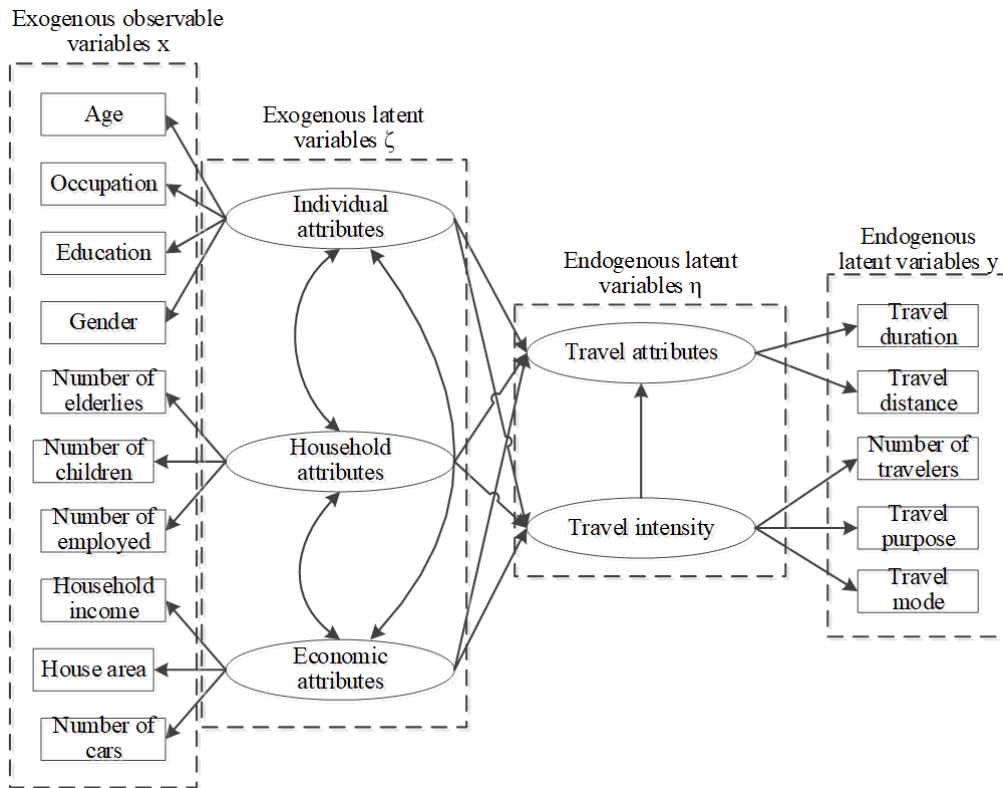 Exogenous observable
variables x
Age
Occupation
Education
Gender
Number of
elderlies
Number of
children
Number of
employed
Household
income
House area
Number of
cars
Exogenous latent
variables ζ
Individual
attributes
Household
attributes
Economic
attributes
Endogenous latent
variables η
Travel attributes
Travel intensity
Endogenous
latent variables y
Travel
duration
Travel
distance
Number of
travelers
Travel
purpose
Travel
mode